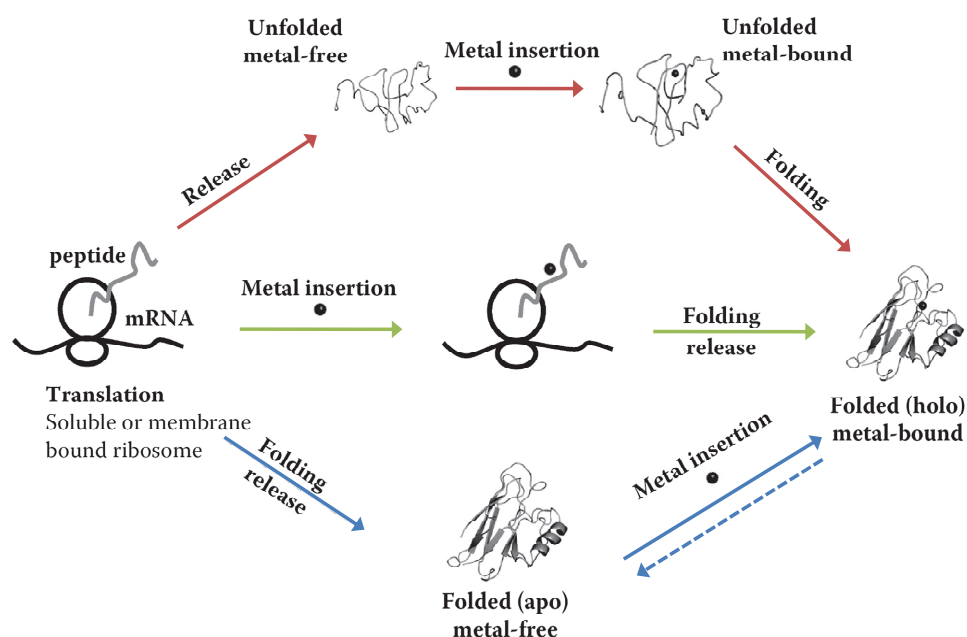 Unfolded
metal-free
Metal insertion
Unfolded
metal-bound
Release
Folding
peptide
mRNA
Metal insertion
Folding
release
Translation
Soluble or membrane
bound ribosome
Folded (holo)
metal-bound
Folding
release
Metal insertion
Folded (apo)
metal-free